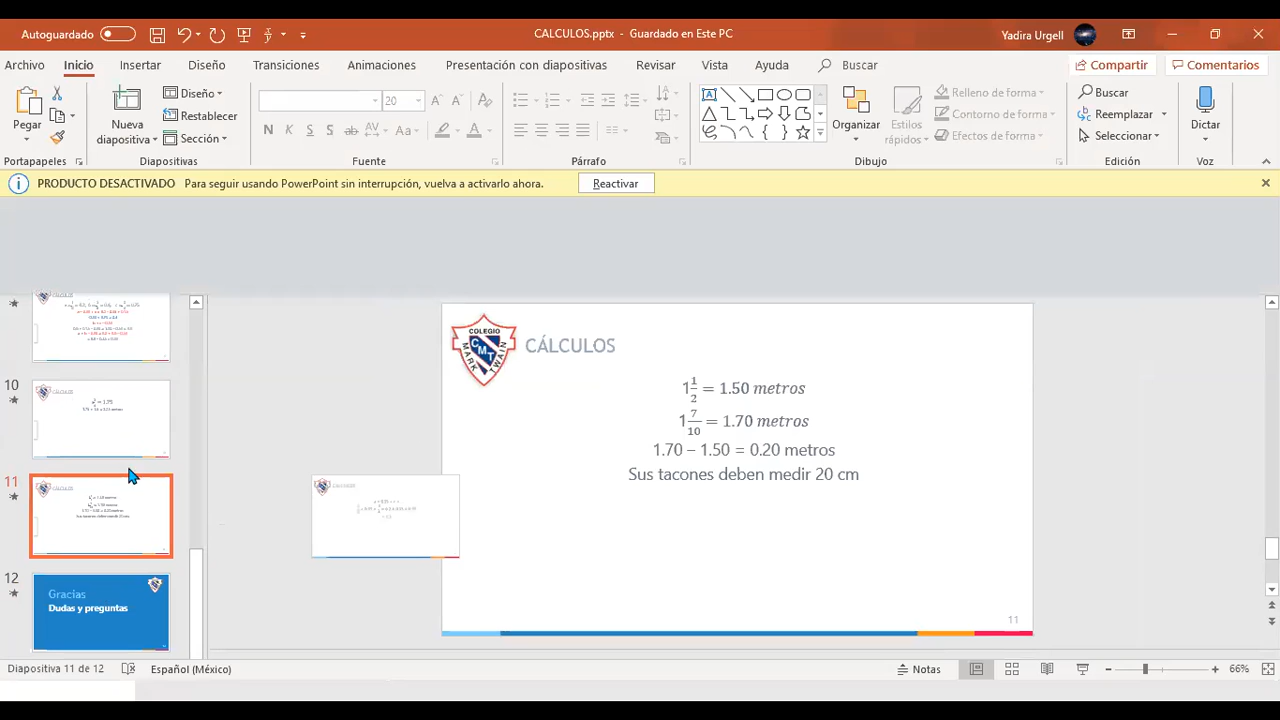 Autoguardado
CALCULOS.pptx - Guardado en Este PC
Yadira Urgell
Archivo Inicio Insertar Diseño Transiciones Animaciones Presentación con diapositivas Revisar Vista Ayuda Buscar Compartir Comentarios
Pegar
Nueva diapositiva
Diseño
Restablecer
Sección
20
Organizar
Estilos rápidos
Relleno de forma
Contorno de forma
Efectos de forma
Buscar
Reemplazar
Seleccionar
Dictar
Portapapeles Diapositivas Fuente Párrafo Dibujo Edición Voz
PRODUCTO DESACTIVADO Para seguir usando PowerPoint sin interrupción, vuelva a activarlo ahora. Reactivar
10
11
12
Gracias
Dudas y preguntas
COLEGIO
CMT
MARK TWAIN
CÁLCULOS
1 1/2 = 1.50 metros
1 7/10 = 1.70 metros
1.70 – 1.50 = 0.20 metros
Sus tacones deben medir 20 cm
11
Diapositiva 11 de 12 Español (México) Notas 66%